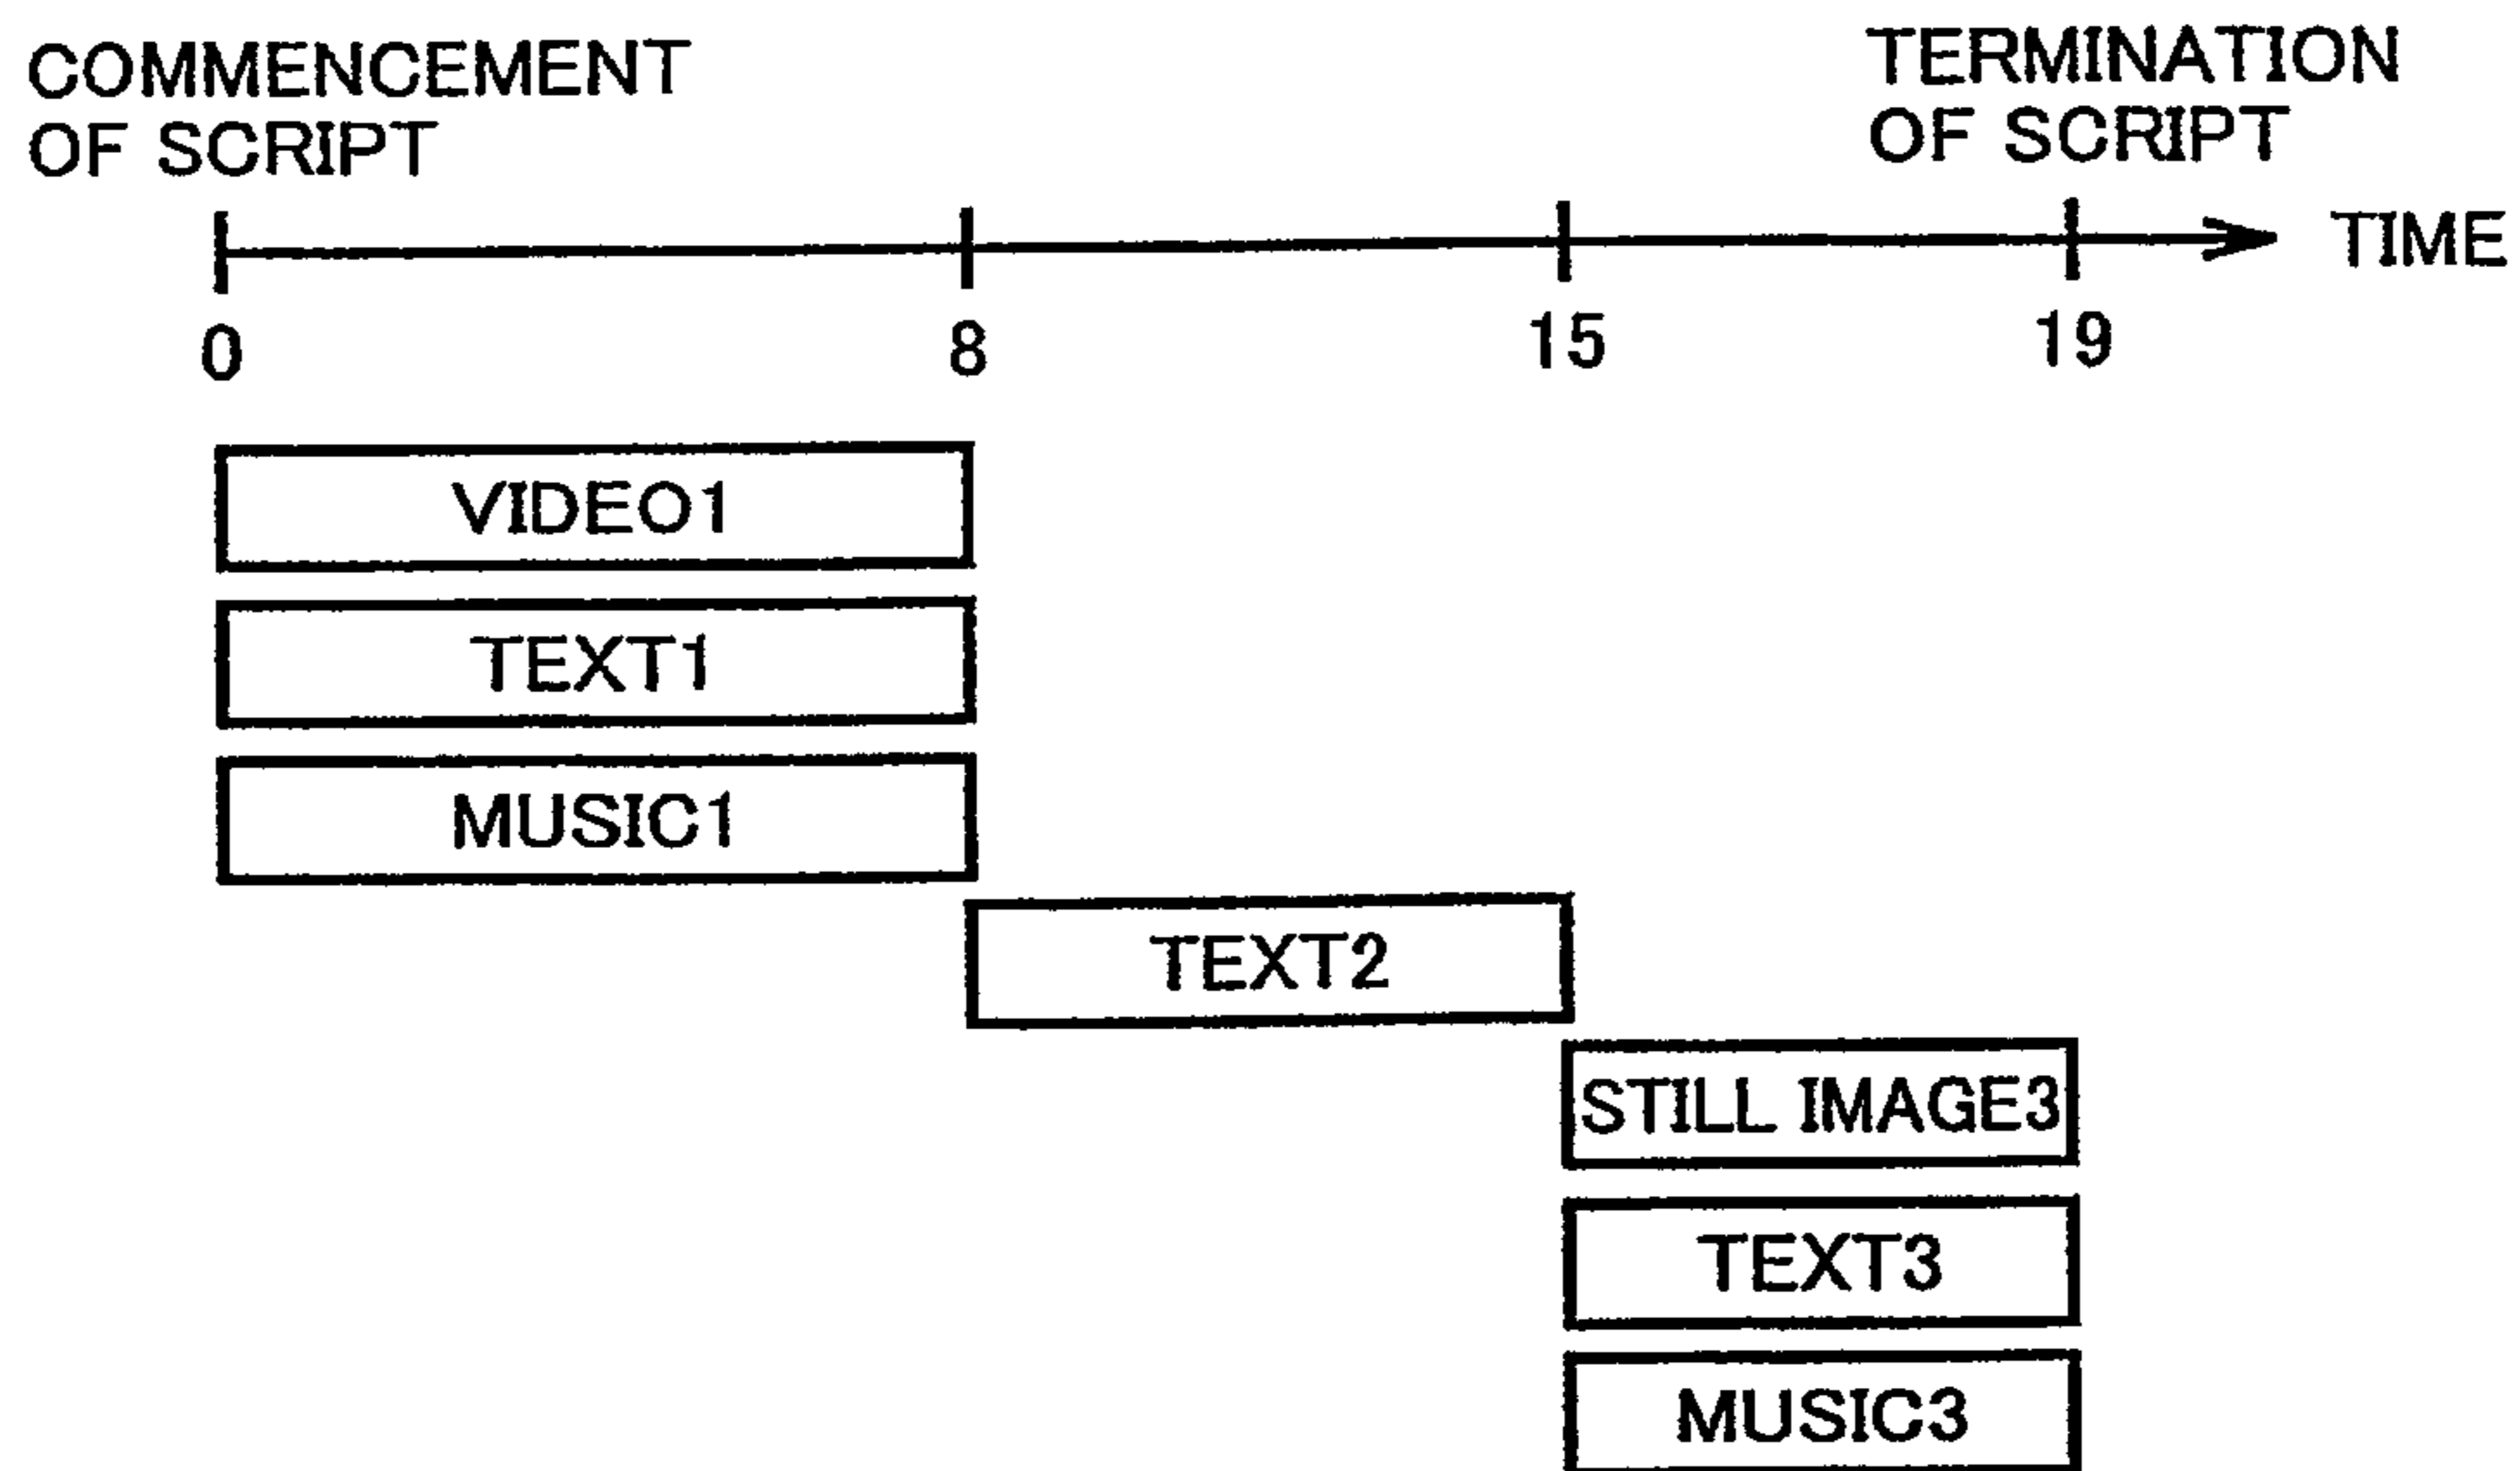 COMMENCEMENT
OF SCRIPT
TERMINATION
OF SCRIPT
TIME
0 8 15 19
VIDEO1
TEXT1
MUSIC1
TEXT2
STILL IMAGE3
TEXT3
MUSIC3